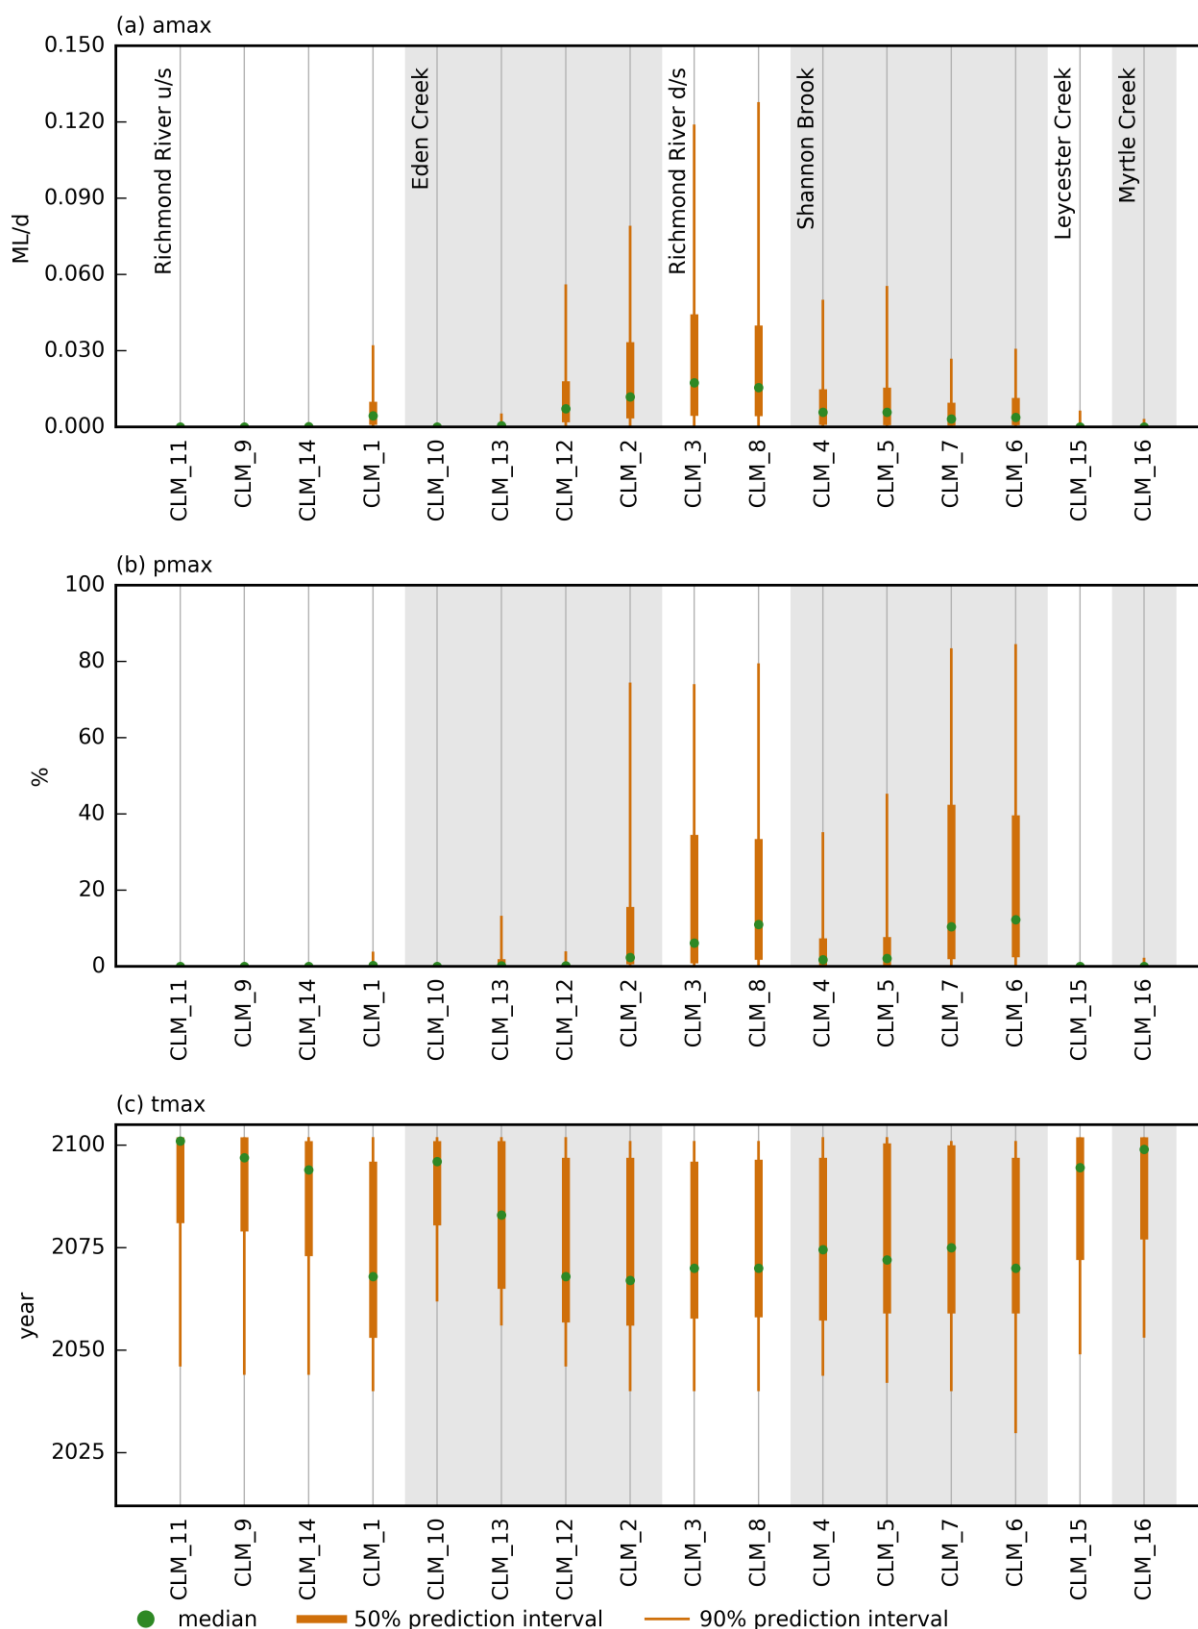 (a) amax
0.150
0.120
0.090
0.060
0.030
0.000
ML/d
Richmond River u/s
Eden Creek
Richmond River d/s
Shannon Brook
Leycester Creek
Myrtle Creek
CLM_11 CLM_9 CLM_14 CLM_1 CLM_10 CLM_13 CLM_12 CLM_2 CLM_3 CLM_8 CLM_4 CLM_5 CLM_7 CLM_6 CLM_15 CLM_16
(b) pmax
100
80
60
40
20
0
%
CLM_11 CLM_9 CLM_14 CLM_1 CLM_10 CLM_13 CLM_12 CLM_2 CLM_3 CLM_8 CLM_4 CLM_5 CLM_7 CLM_6 CLM_15 CLM_16
(c) tmax
2100
2075
2050
2025
year
CLM_11 CLM_9 CLM_14 CLM_1 CLM_10 CLM_13 CLM_12 CLM_2 CLM_3 CLM_8 CLM_4 CLM_5 CLM_7 CLM_6 CLM_15 CLM_16
median 50% prediction interval 90% prediction interval